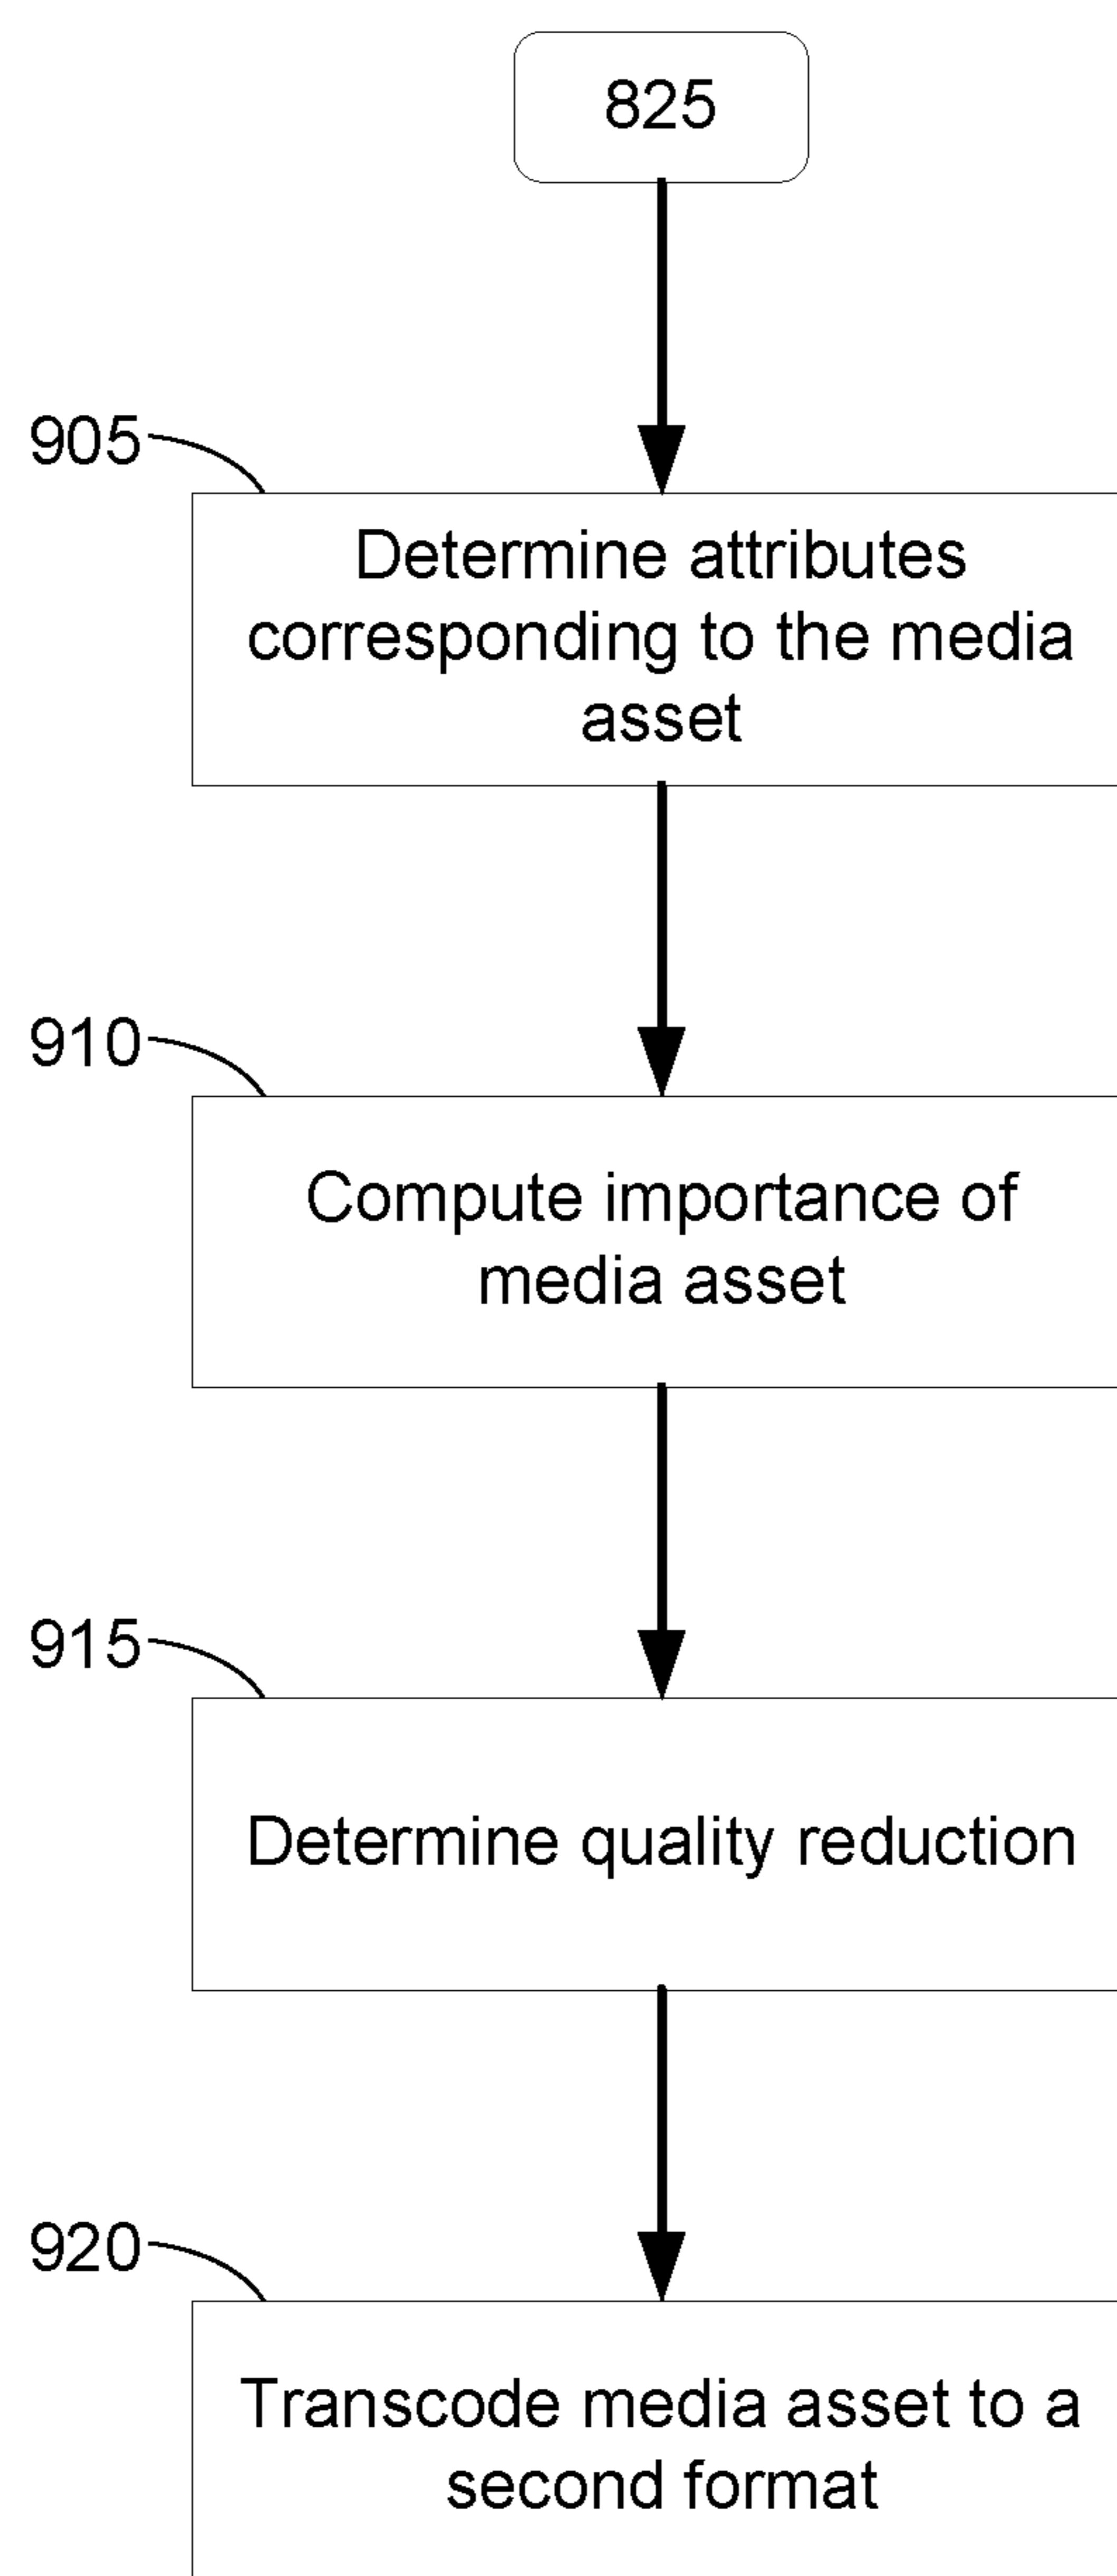 825
905
Determine attributes
corresponding to the media
asset
910
Compute importance of
media asset
915
Determine quality reduction
920
Transcode media asset to a
second format